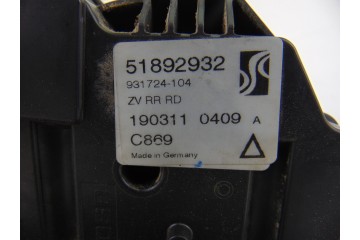 51892932
931724-104
ZV RR RD
190311 0409 A
C869
Made in Germany